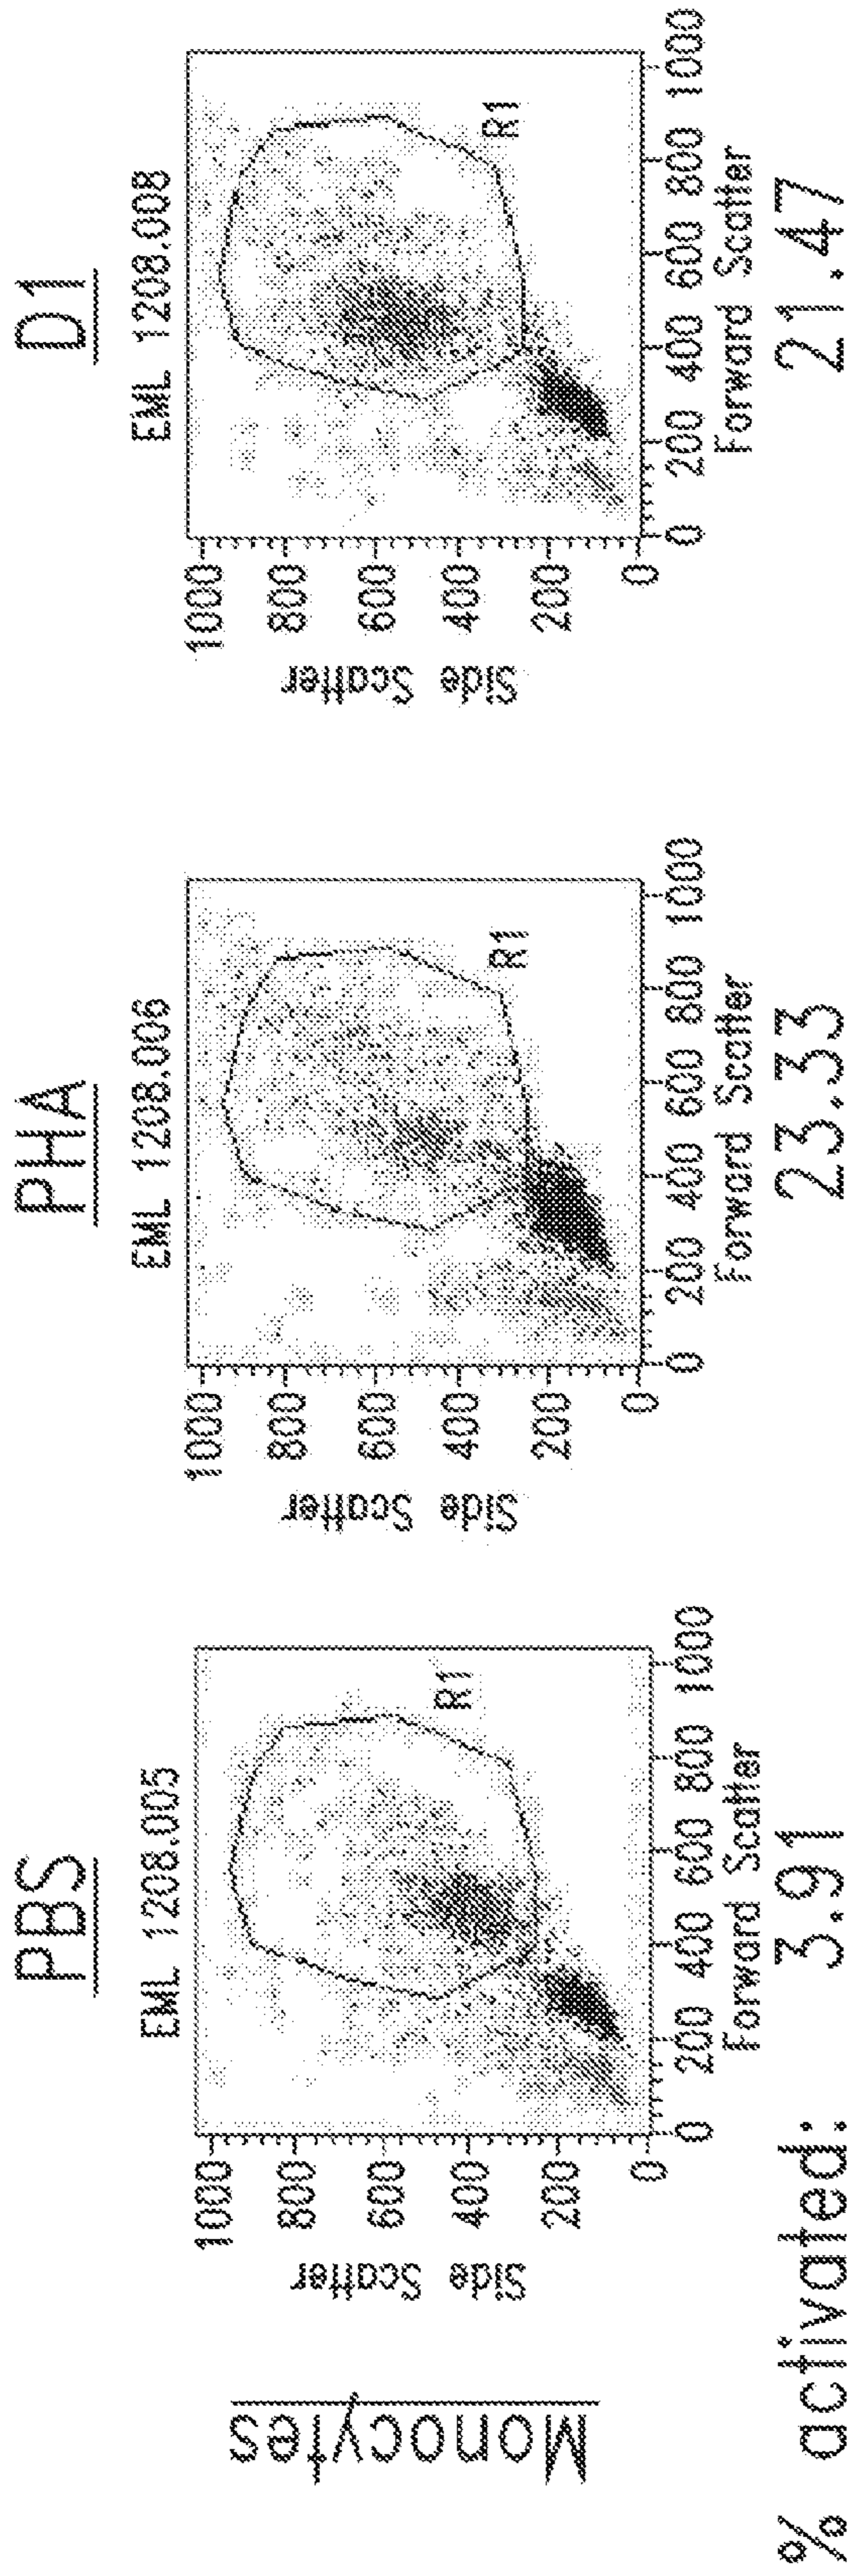 PBS
PHA
D1
EML 1208.005
EML 1208.006
EML 1208.008
Monocytes
Side Scatter
1000
800
600
400
200
0
R1
0 200 400 600 800 1000
Forward Scatter
Side Scatter
1000
800
600
400
200
0
R1
0 200 400 600 800 1000
Forward Scatter
Side Scatter
1000
800
600
400
200
0
R1
0 200 400 600 800 1000
Forward Scatter
% activated: 3.91 23.33 21.47